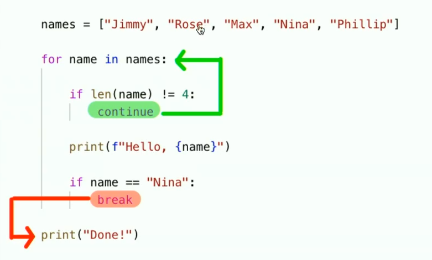 names = ["Jimmy", "Rose", "Max", "Nina", "Phillip"]
for name in names:
if len(name) != 4:
continue
print(f"Hello, {name}")
if name == "Nina":
break
print("Done!")